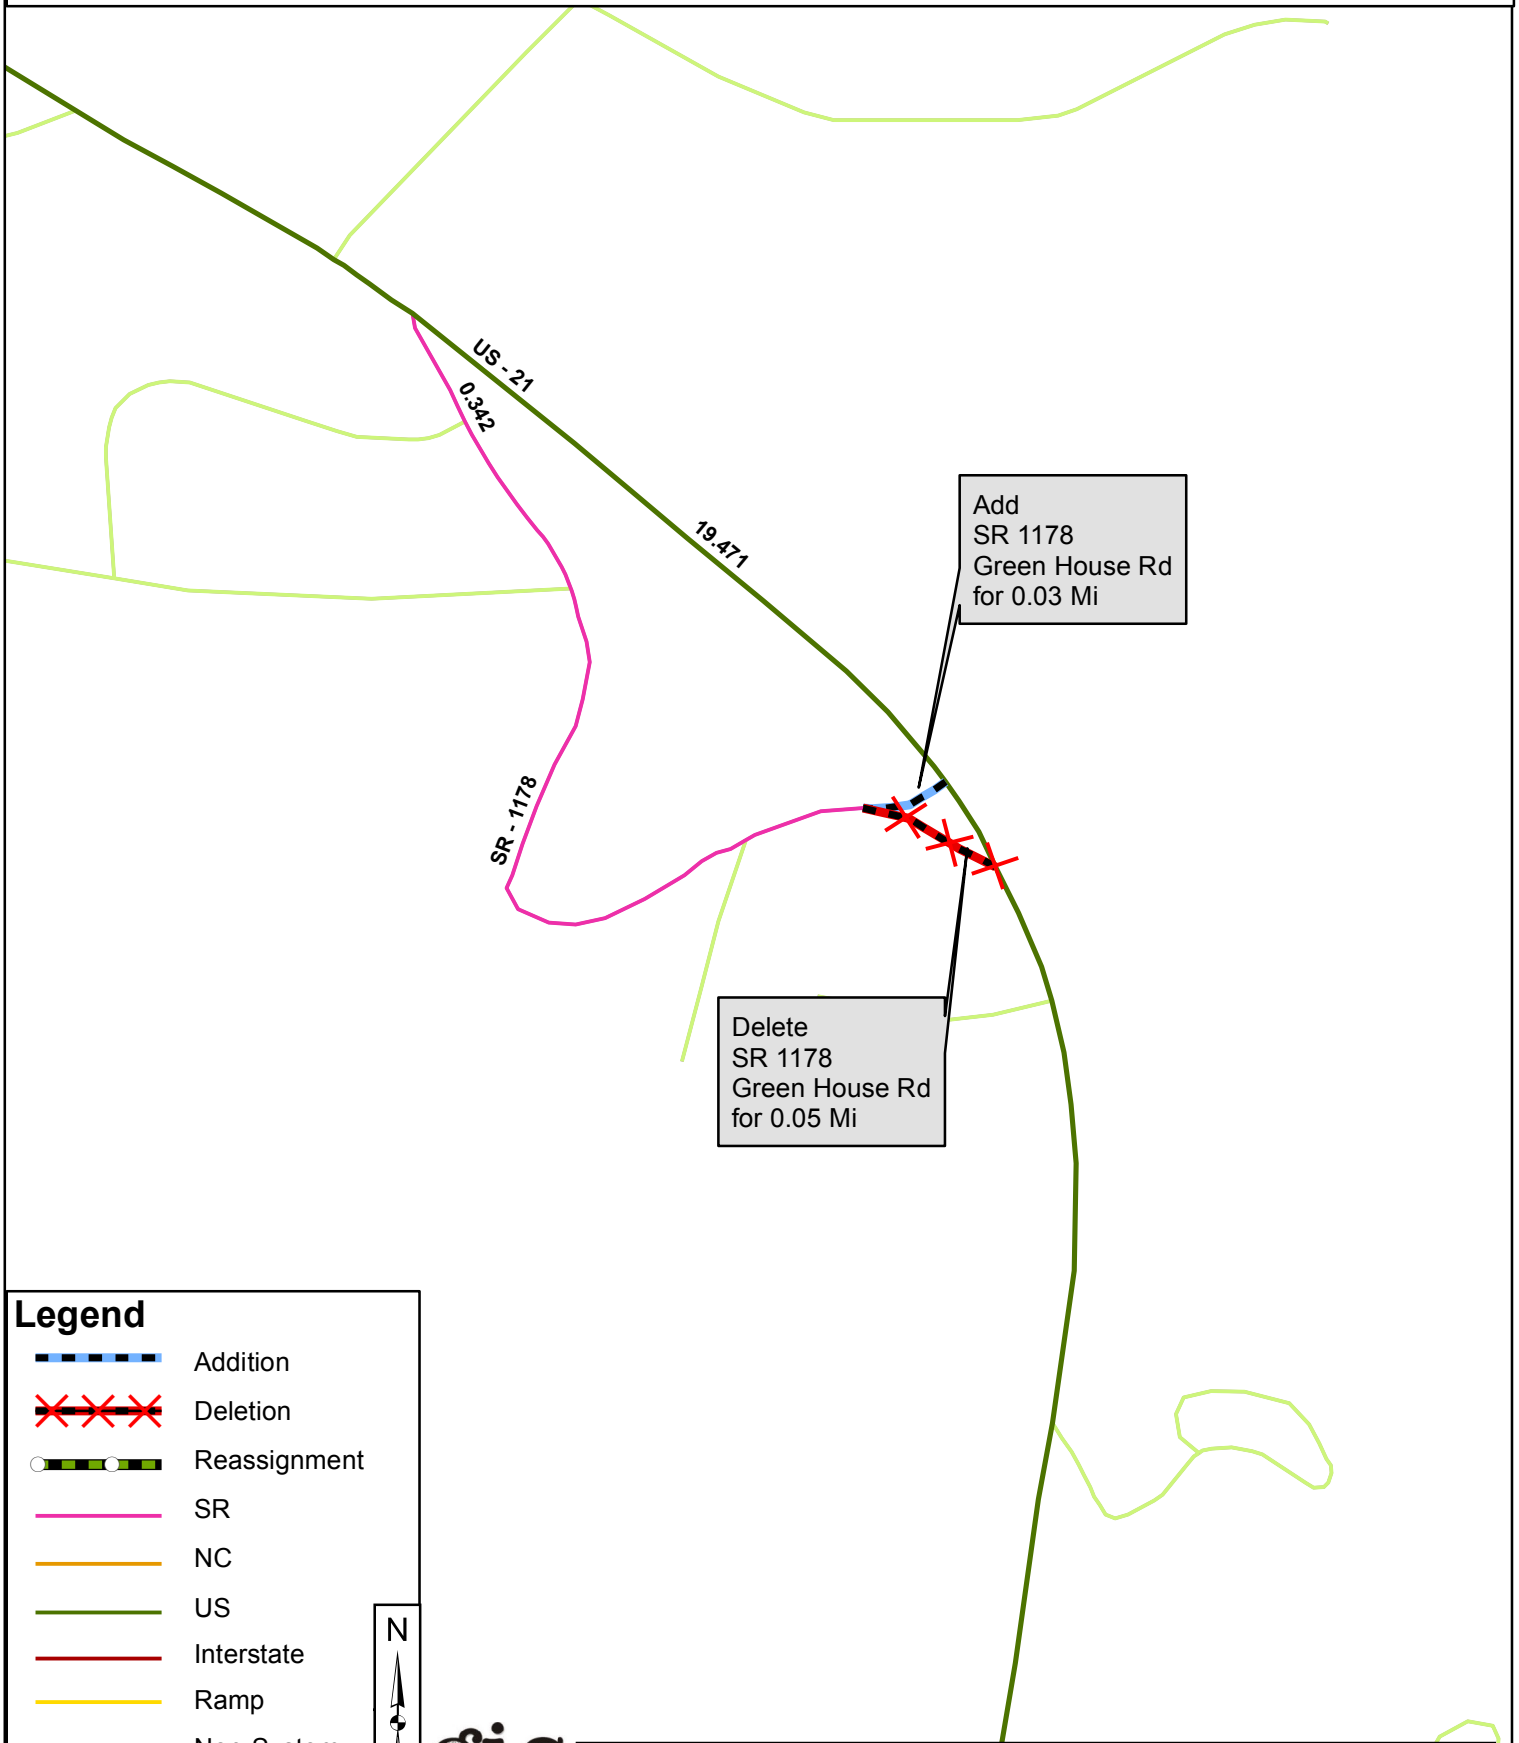 US - 21
0.342
19.471
Add
SR 1178
Green House Rd
for 0.03 Mi
SR - 1178
Delete
SR 1178
Green House Rd
for 0.05 Mi
Legend
Addition
Deletion
Reassignment
SR
NC
US
Interstate
Ramp
N